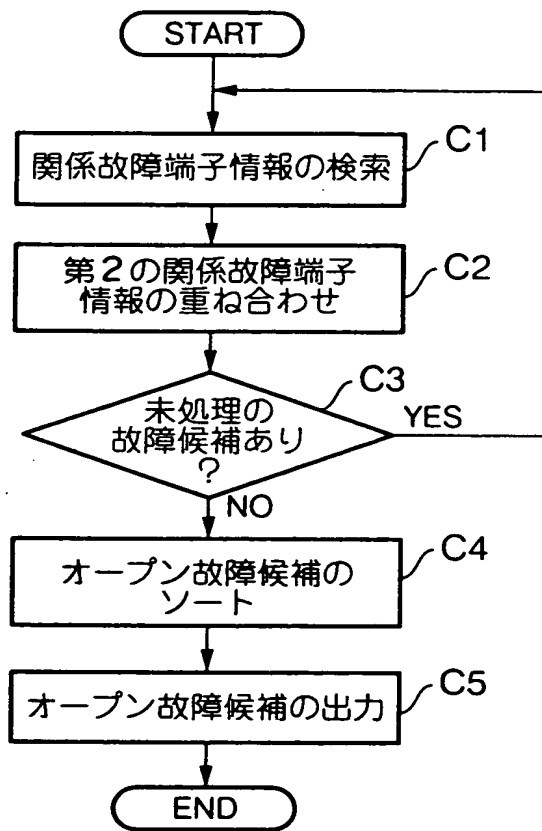 START
関係故障端子情報の検索
C1
第2の関係故障端子
情報の重ね合わせ
C2
未処理の
故障候補あり
?
C3
YES
NO
オープン故障候補の
ソート
C4
オープン故障候補の出力
C5
END